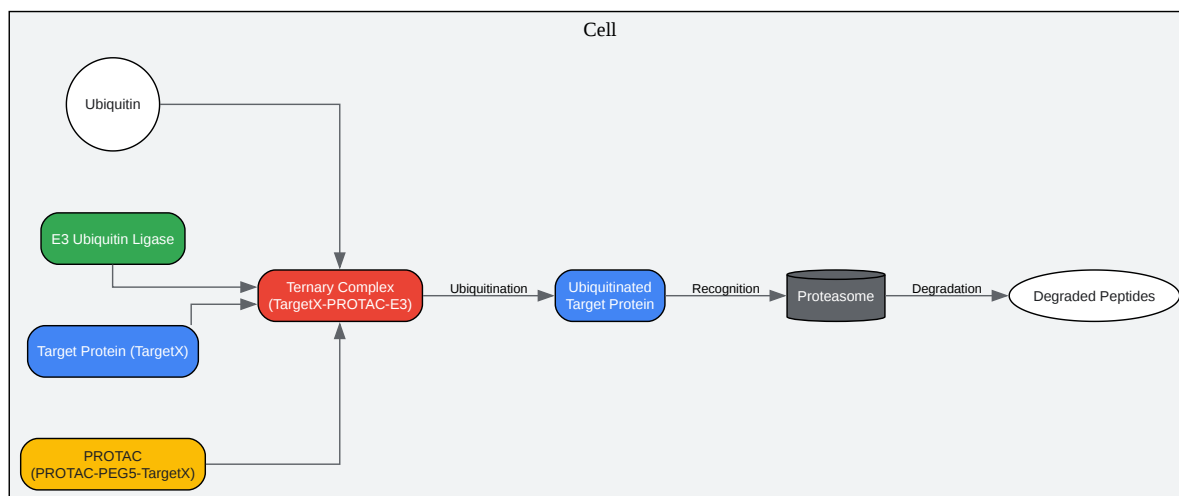 Cell
Ubiquitin
E3 Ubiquitin Ligase
Target Protein (TargetX)
PROTAC
(PROTAC-PEG5-TargetX)
Ternary Complex
(TargetX-PROTAC-E3)
Ubiquitination
Ubiquitinated
Target Protein
Recognition
Proteasome
Degradation
Degraded Peptides